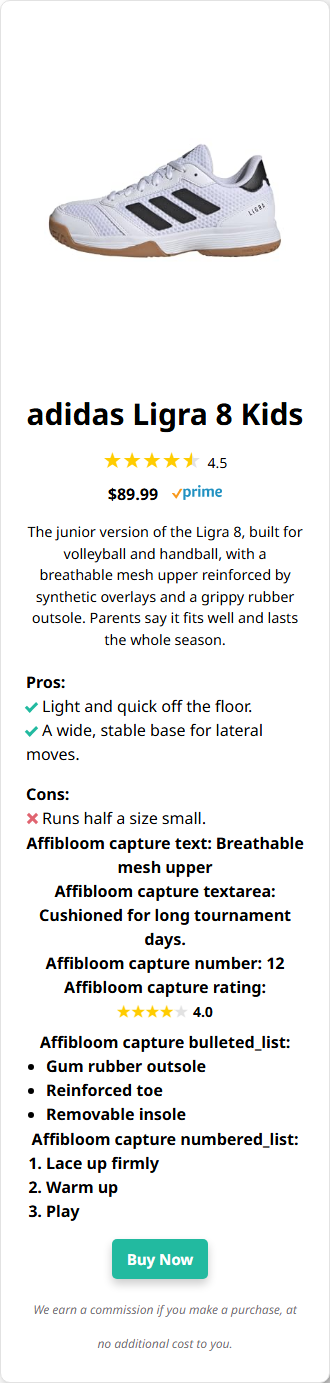 LIGRA
adidas Ligra 8 Kids
4.5
$89.99 prime
The junior version of the Ligra 8, built for
volleyball and handball, with a
breathable mesh upper reinforced by
synthetic overlays and a grippy rubber
outsole. Parents say it fits well and lasts
the whole season.
Pros:
Light and quick off the floor.
A wide, stable base for lateral
moves.
Cons:
Runs half a size small.
Affibloom capture text: Breathable
mesh upper
Affibloom capture textarea:
Cushioned for long tournament
days.
Affibloom capture number: 12
Affibloom capture rating:
4.0
Affibloom capture bulleted_list:
• Gum rubber outsole
• Reinforced toe
• Removable insole
Affibloom capture numbered_list:
1. Lace up firmly
2. Warm up
3. Play
Buy Now
We earn a commission if you make a purchase, at
no additional cost to you.